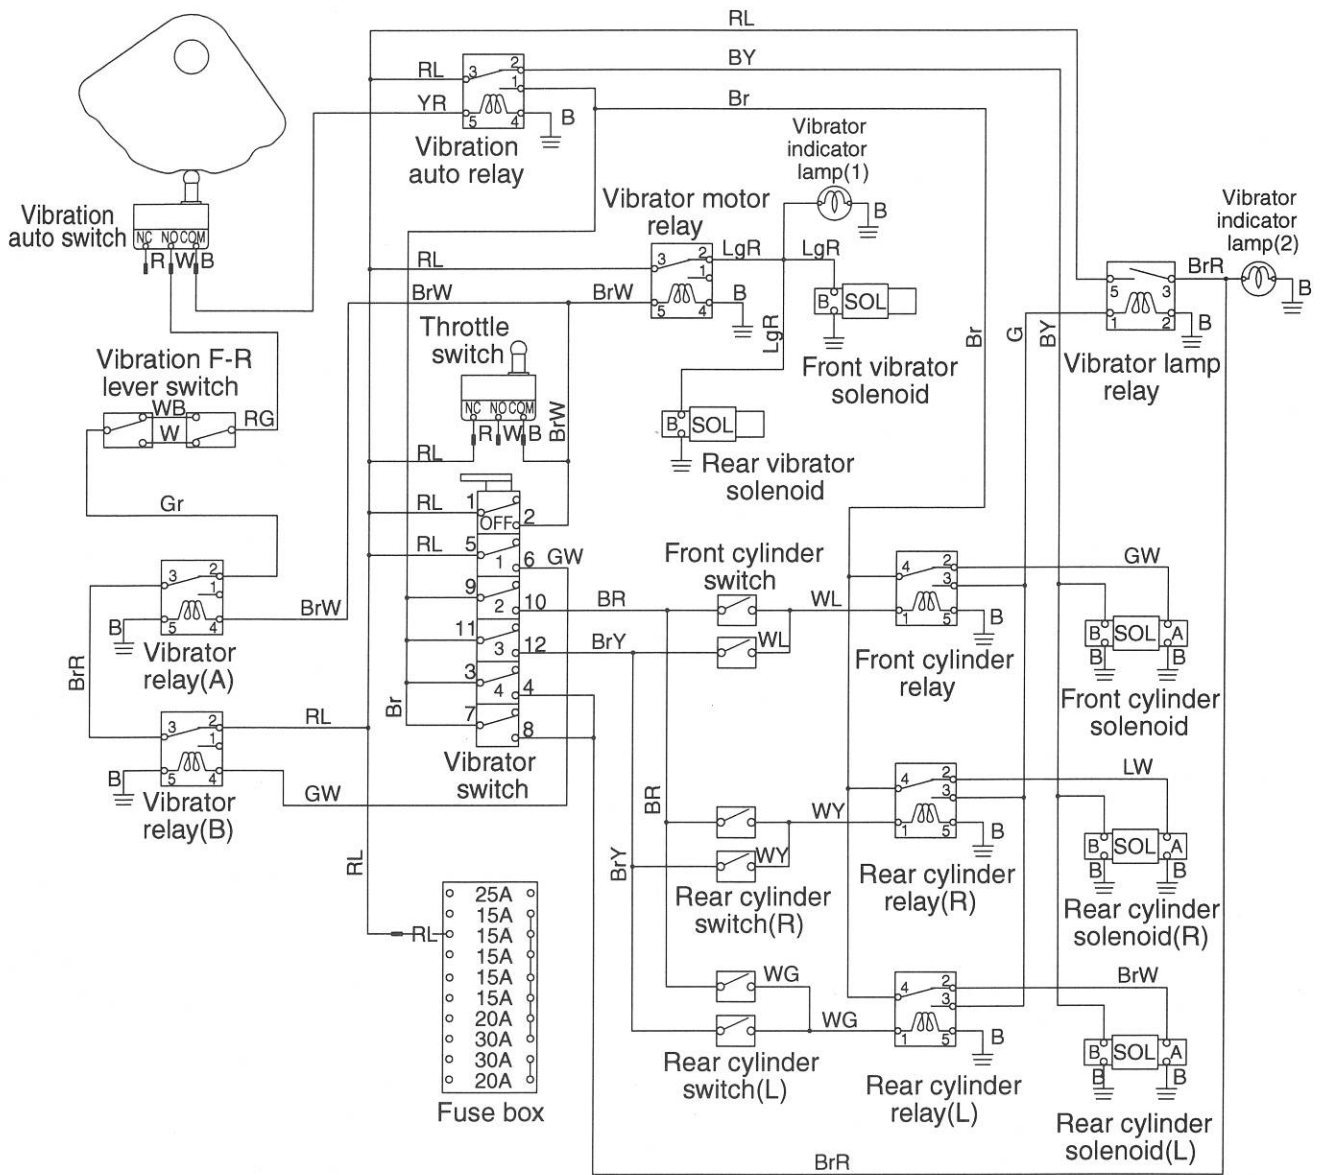 RL
BY
Br
RL
3
2
1
5
4
YR
B
Vibration
auto relay
Vibration
auto switch
NC
NO
COM
R
W
B
Vibrator
indicator
lamp(1)
B
Vibrator motor
relay
RL
3
2
1
5
4
LgR
LgR
B
BrW
BrW
LgR
B
SOL
Front vibrator
solenoid
B
SOL
Rear vibrator
solenoid
Vibrator
indicator
lamp(2)
BrR
B
5
3
1
2
B
Vibrator lamp
relay
Br
G
BY
Throttle
switch
NC
NO
COM
R
W
B
BrW
RL
Vibration F-R
lever switch
WB
W
RG
Gr
3
2
1
5
4
B
BrW
Vibrator
relay(A)
BrR
3
2
1
5
4
B
RL
GW
Vibrator
relay(B)
RL
1
OFF
2
RL
5
1
6
GW
9
2
10
BR
11
3
12
BrY
3
4
4
7
8
Br
Vibrator
switch
Front cylinder
switch
WL
WL
4
2
3
1
5
B
Front cylinder
relay
GW
B
SOL
A
B
B
Front cylinder
solenoid
BR
BrY
WY
WY
Rear cylinder
switch(R)
4
2
3
1
5
B
Rear cylinder
relay(R)
LW
B
SOL
A
B
B
Rear cylinder
solenoid(R)
WG
WG
Rear cylinder
switch(L)
4
2
3
1
5
B
Rear cylinder
relay(L)
BrW
B
SOL
A
B
B
Rear cylinder
solenoid(L)
RL
RL
25A
15A
15A
15A
15A
15A
20A
30A
30A
20A
Fuse box
BrR